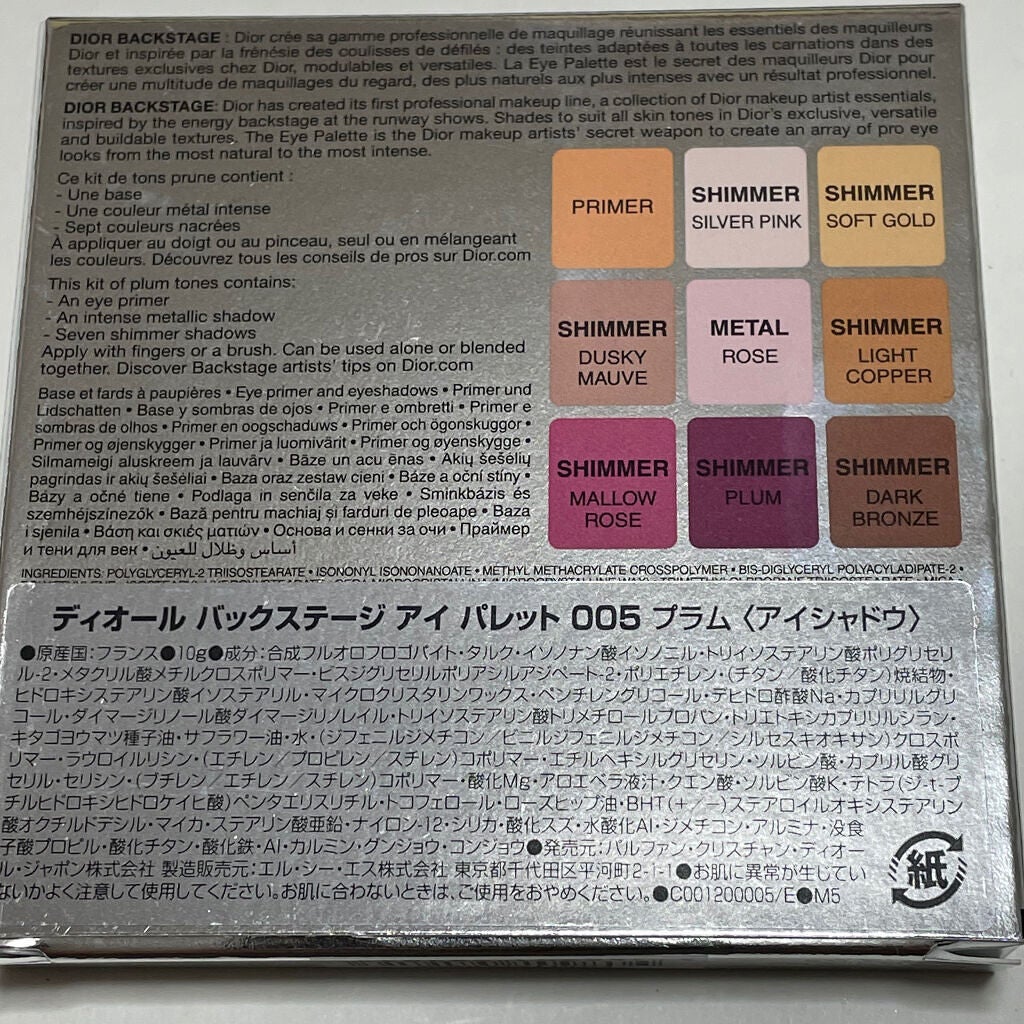 DIOR BACKSTAGE : Dior crée sa gamme professionnelle de maquillage réunissant les essentiels des maquilleurs
Dior et inspirée par la frénésie des coulisses de défilés : des teintes adaptées à toutes les carnations dans des
textures exclusives chez Dior, modulables et versatiles. La Eye Palette est le secret des maquilleurs Dior pour
créer une multitude de maquillages du regard, des plus naturels aux plus intenses avec un résultat professionnel.
DIOR BACKSTAGE: Dior has created its first professional makeup line, a collection of Dior makeup artist essentials,
inspired by the energy backstage at the runway shows. Shades to suit all skin tones in Dior's exclusive, versatile
and buildable textures. The Eye Palette is the Dior makeup artists' secret weapon to create an array of pro eye
looks from the most natural to the most intense.
Ce kit de tons prune contient :
- Une base
- Une couleur métal intense
- Sept couleurs nacrées
À appliquer au doigt ou au pinceau, seul ou en mélangeant
les couleurs. Découvrez tous les conseils de pros sur Dior.com
This kit of plum tones contains:
- An eye primer
- An intense metallic shadow
- Seven shimmer shadows
Apply with fingers or a brush. Can be used alone or blended
together. Discover Backstage artists' tips on Dior.com
Base et fards à paupières • Eye primer and eyeshadows • Primer und
Lidschatten • Base y sombras de ojos • Primer e ombretti • Primer e
sombras de olhos • Primer en oogschaduws • Primer och ögonskuggor •
Primer og øjenskygger • Primer ja luomivärit • Primer og øyenskygge •
Silmameigi aluskreem ja lauvärv • Bāze un acu ēnas • Akių šešėlių
pagrindas ir akių šešėliai • Baza oraz zestaw cieni • Báze a oční stíny •
Bázy a očné tiene • Podlaga in senčila za veke • Sminkbázis és
szemhéjszínezők • Bază pentru machiaj și farduri de pleoape • Baza
i sjenila • Βάση και σκιές ματιών • Основа и сенки за очи • Праймер
и тени для век • أساس وظلال للعيون
PRIMER
SHIMMER
SILVER PINK
SHIMMER
SOFT GOLD
SHIMMER
DUSKY
MAUVE
METAL
ROSE
SHIMMER
LIGHT
COPPER
SHIMMER
MALLOW
ROSE
SHIMMER
PLUM
SHIMMER
DARK
BRONZE
INGREDIENTS: POLYGLYCERYL-2 TRIISOSTEARATE • ISONONYL ISONONANOATE • METHYL METHACRYLATE CROSSPOLYMER • BIS-DIGLYCERYL POLYACYLADIPATE-2 •
ディオール バックステージ アイ パレット 005 プラム〈アイシャドウ〉
●原産国:フランス●10g●成分:合成フルオロフロゴパイト・タルク・イソノナン酸イソノニル・トリイソステアリン酸ポリグリセリ
ル-2・メタクリル酸メチルクロスポリマー・ビスジグリセリルポリアシルアジペート-2・ポリエチレン・(チタン/酸化チタン)焼結物・
ヒドロキシステアリン酸イソステアリル・マイクロクリスタリンワックス・ペンチレングリコール・デヒドロ酢酸Na・カプリリルグリ
コール・ダイマージリノール酸ダイマージリノレイル・トリイソステアリン酸トリメチロールプロパン・トリエトキシカプリリルシラン・
キタゴヨウマツ種子油・サフラワー油・水・(ジフェニルジメチコン/ビニルジフェニルジメチコン/シルセスキオキサン)クロスポ
リマー・ラウロイルリシン・(エチレン/プロピレン/スチレン)コポリマー・エチルヘキシルグリセリン・ソルビン酸・カプリル酸グリ
セリル・セリシン・(ブチレン/エチレン/スチレン)コポリマー・酸化Mg・アロエベラ液汁・クエン酸・ソルビン酸K・テトラ(ジ-t-ブ
チルヒドロキシヒドロケイヒ酸)ペンタエリスリチル・トコフェロール・ローズヒップ油・BHT(+/-)ステアロイルオキシステアリン
酸オクチルドデシル・マイカ・ステアリン酸亜鉛・ナイロン-12・シリカ・酸化スズ・水酸化Al・ジメチコン・アルミナ・没食
子酸プロピル・酸化チタン・酸化鉄・Al・カルミン・グンジョウ・コンジョウ●発売元:パルファン・クリスチャン・ディオー
ル・ジャポン株式会社 製造販売元:エル・シー・エス株式会社 東京都千代田区平河町2-1-1●お肌に異常が生じてい
ないかよく注意して使用してください。お肌に合わないときは、ご使用をおやめください。●C001200005/E●M5
紙